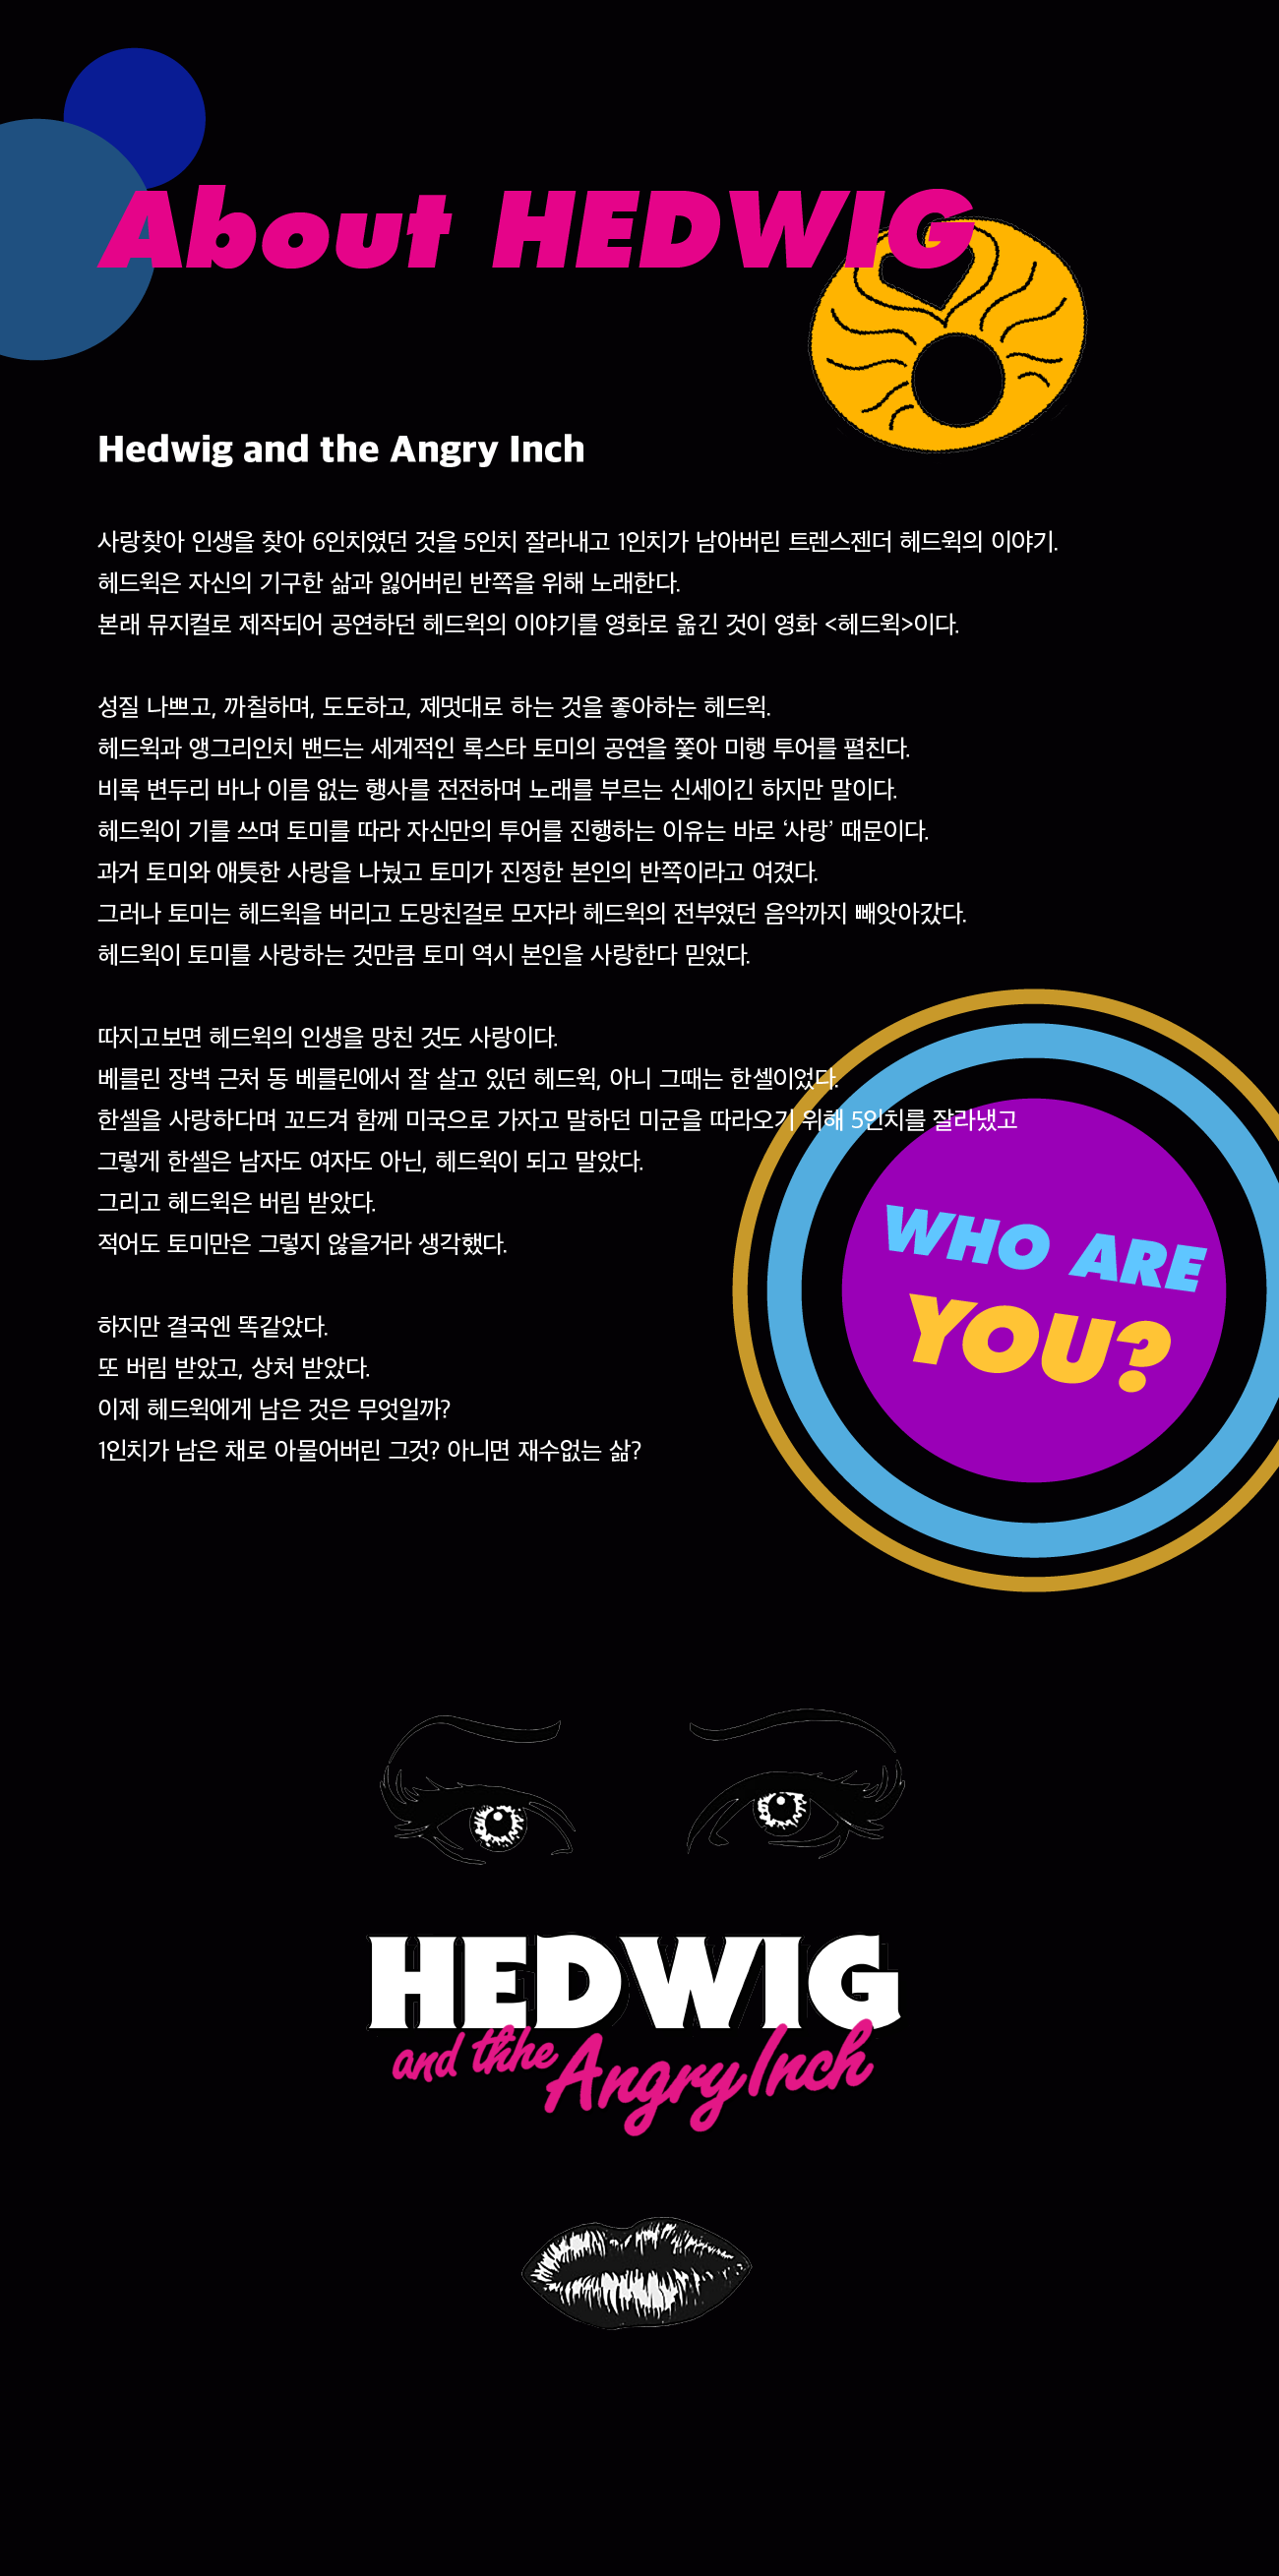 About HEDWIG
Hedwig and the Angry Inch
사랑찾아 인생을 찾아 6인치였던 것을 5인치 잘라내고 1인치가 남아버린 트렌스젠더 헤드윅의 이야기.
헤드윅은 자신의 기구한 삶과 잃어버린 반쪽을 위해 노래한다.
본래 뮤지컬로 제작되어 공연하던 헤드윅의 이야기를 영화로 옮긴 것이 영화 <헤드윅>이다.
성질 나쁘고, 까칠하며, 도도하고, 제멋대로 하는 것을 좋아하는 헤드윅.
헤드윅과 앵그리인치 밴드는 세계적인 록스타 토미의 공연을 쫓아 미행 투어를 펼친다.
비록 변두리 바나 이름 없는 행사를 전전하며 노래를 부르는 신세이긴 하지만 말이다.
헤드윅이 기를 쓰며 토미를 따라 자신만의 투어를 진행하는 이유는 바로 ‘사랑’ 때문이다.
과거 토미와 애틋한 사랑을 나눴고 토미가 진정한 본인의 반쪽이라고 여겼다.
그러나 토미는 헤드윅을 버리고 도망친걸로 모자라 헤드윅의 전부였던 음악까지 빼앗아갔다.
헤드윅이 토미를 사랑하는 것만큼 토미 역시 본인을 사랑한다 믿었다.
따지고보면 헤드윅의 인생을 망친 것도 사랑이다.
베를린 장벽 근처 동 베를린에서 잘 살고 있던 헤드윅, 아니 그때는 한셀이었다.
한셀을 사랑하다며 꼬드겨 함께 미국으로 가자고 말하던 미군을 따라오기 위해 5인치를 잘라냈고
그렇게 한셀은 남자도 여자도 아닌, 헤드윅이 되고 말았다.
그리고 헤드윅은 버림 받았다.
적어도 토미만은 그렇지 않을거라 생각했다.
WHO ARE
YOU?
하지만 결국엔 똑같았다.
또 버림 받았고, 상처 받았다.
이제 헤드윅에게 남은 것은 무엇일까?
1인치가 남은 채로 아물어버린 그것? 아니면 재수없는 삶?
HEDWIG
and thhe Angry Inch